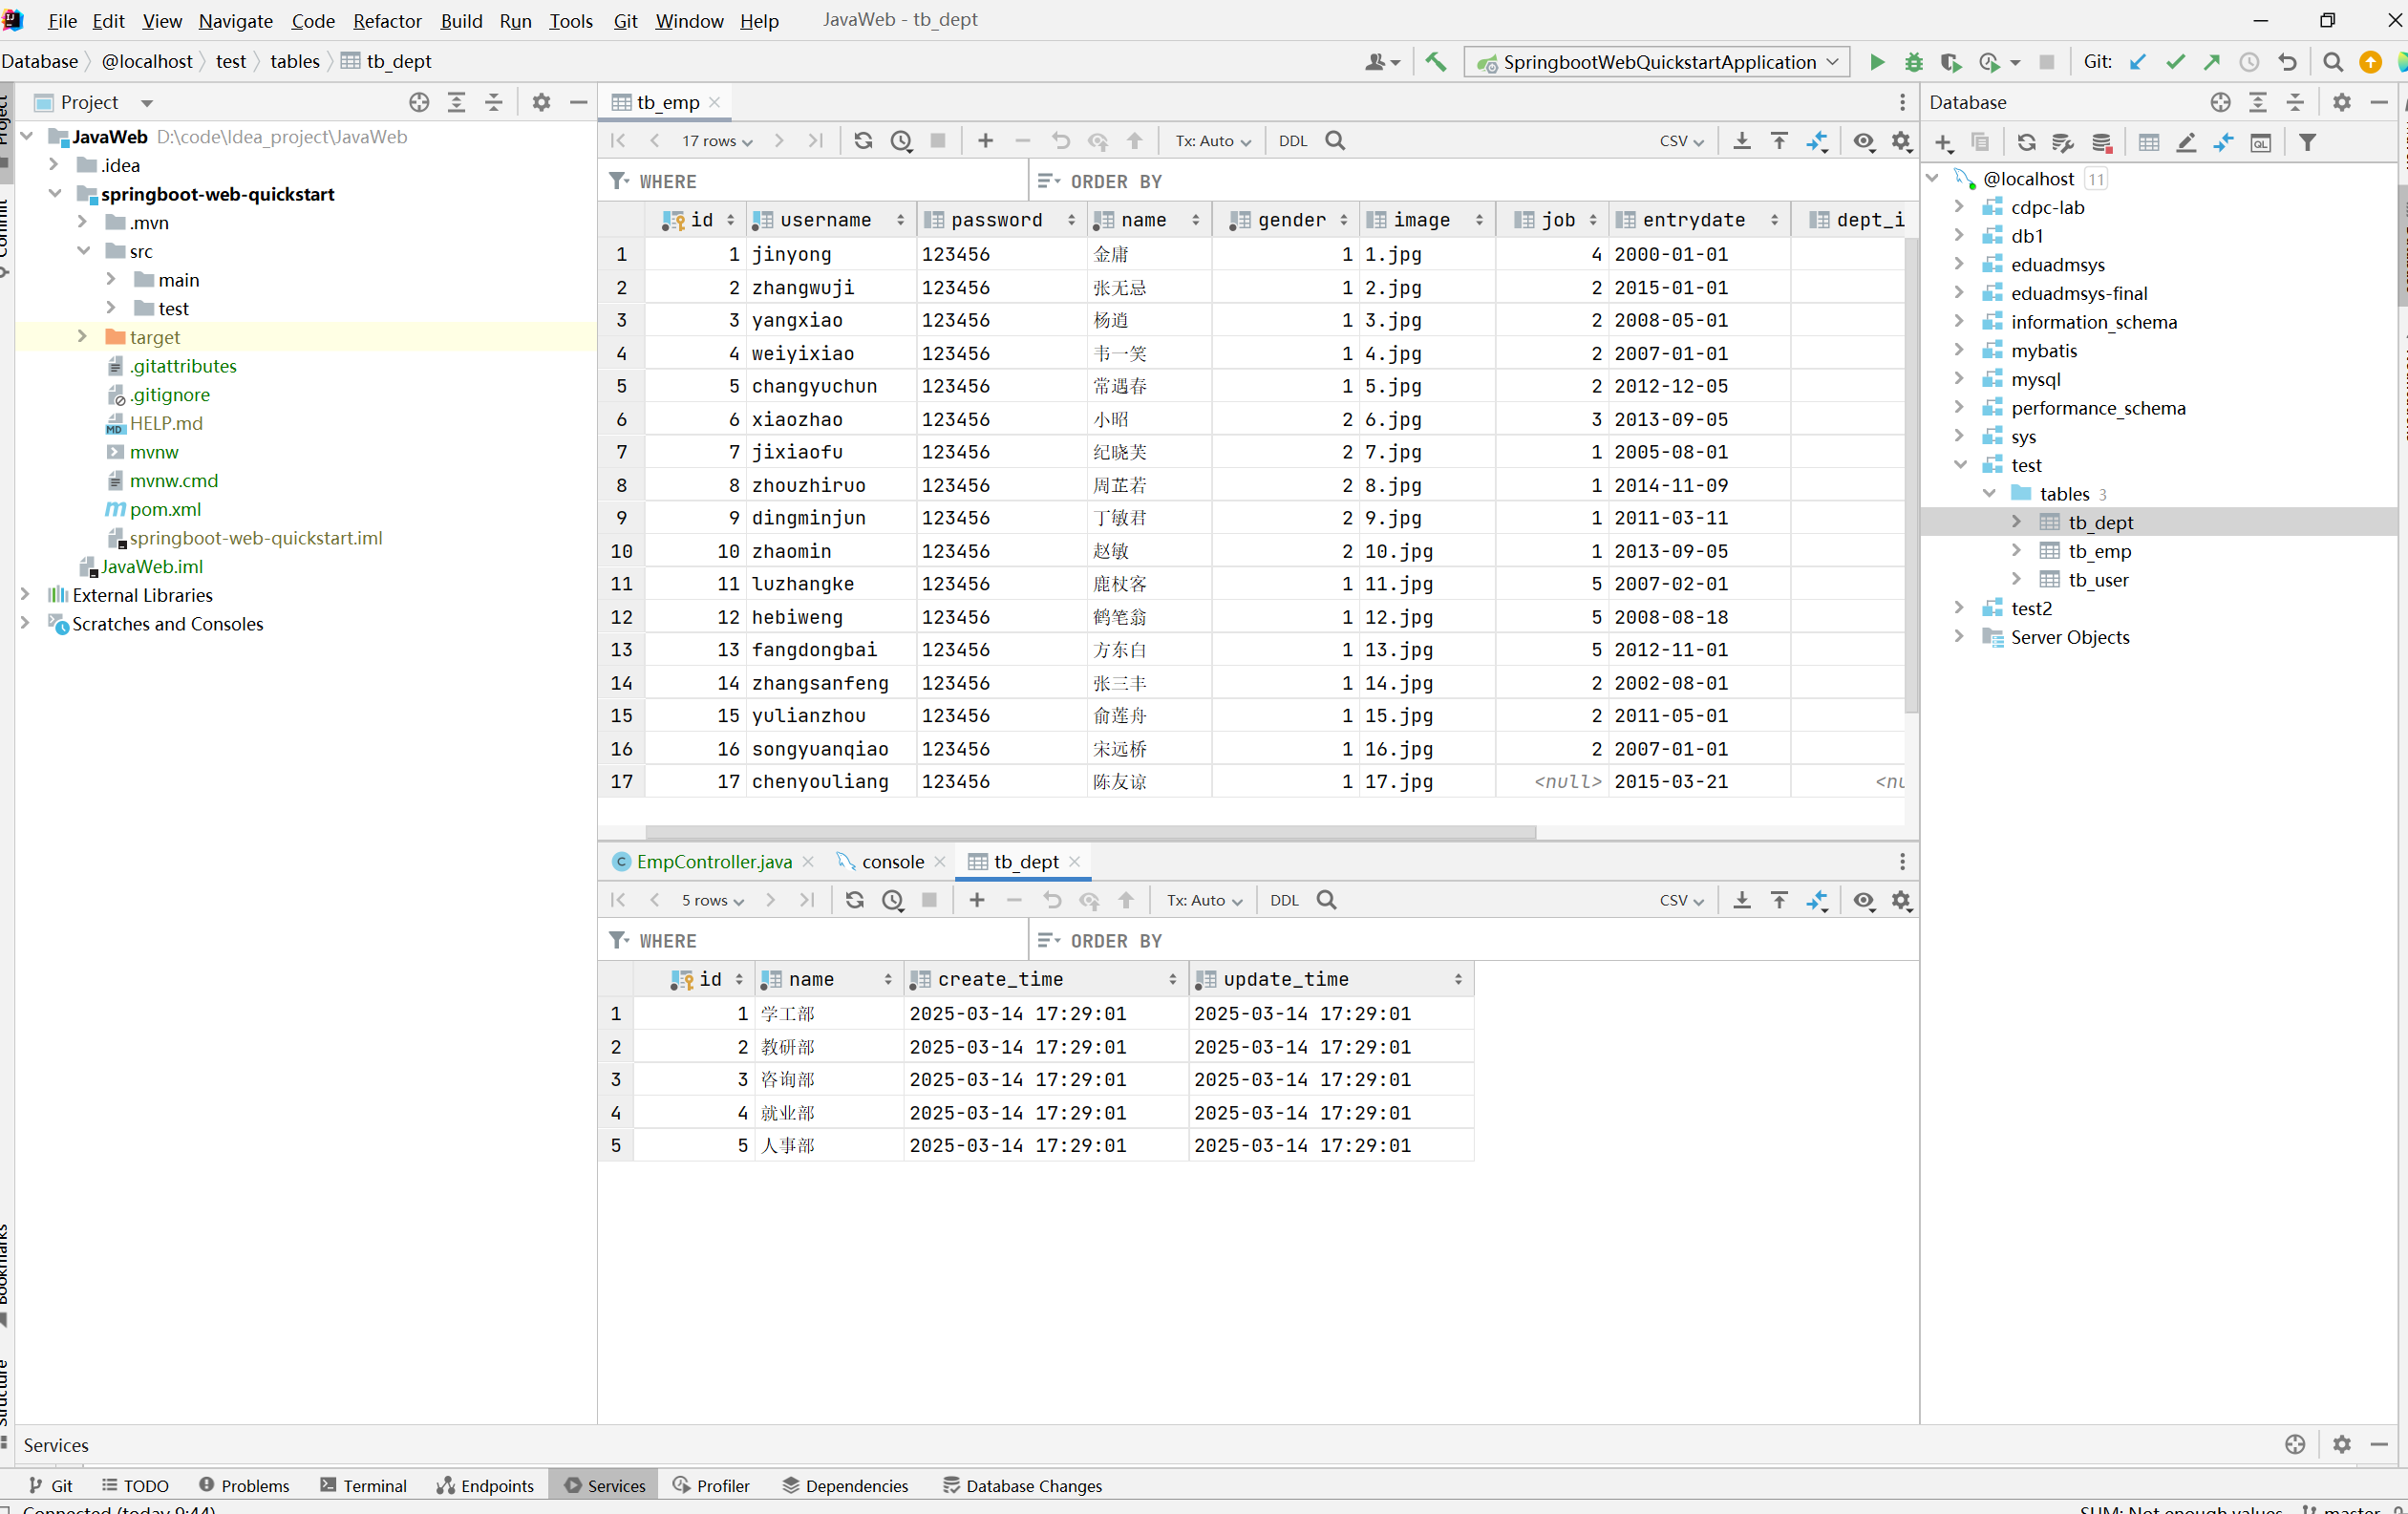 File Edit View Navigate Code Refactor Build Run Tools Git Window Help JavaWeb - tb_dept
Database @localhost test tables tb_dept SpringbootWebQuickstartApplication Git:
Project
JavaWeb D:\code\Idea_project\JavaWeb
.idea
springboot-web-quickstart
.mvn
src
main
test
target
.gitattributes
.gitignore
HELP.md
mvnw
mvnw.cmd
pom.xml
springboot-web-quickstart.iml
JavaWeb.iml
External Libraries
Scratches and Consoles
tb_emp
17 rows Tx: Auto DDL CSV
WHERE ORDER BY
id username password name gender image job entrydate dept_i
1 1 jinyong 123456 金庸 1 1.jpg 4 2000-01-01
2 2 zhangwuji 123456 张无忌 1 2.jpg 2 2015-01-01
3 3 yangxiao 123456 杨逍 1 3.jpg 2 2008-05-01
4 4 weiyixiao 123456 韦一笑 1 4.jpg 2 2007-01-01
5 5 changyuchun 123456 常遇春 1 5.jpg 2 2012-12-05
6 6 xiaozhao 123456 小昭 2 6.jpg 3 2013-09-05
7 7 jixiaofu 123456 纪晓芙 2 7.jpg 1 2005-08-01
8 8 zhouzhiruo 123456 周芷若 2 8.jpg 1 2014-11-09
9 9 dingminjun 123456 丁敏君 2 9.jpg 1 2011-03-11
10 10 zhaomin 123456 赵敏 2 10.jpg 1 2013-09-05
11 11 luzhangke 123456 鹿杖客 1 11.jpg 5 2007-02-01
12 12 hebiweng 123456 鹤笔翁 1 12.jpg 5 2008-08-18
13 13 fangdongbai 123456 方东白 1 13.jpg 5 2012-11-01
14 14 zhangsanfeng 123456 张三丰 1 14.jpg 2 2002-08-01
15 15 yulianzhou 123456 俞莲舟 1 15.jpg 2 2011-05-01
16 16 songyuanqiao 123456 宋远桥 1 16.jpg 2 2007-01-01
17 17 chenyouliang 123456 陈友谅 1 17.jpg <null> 2015-03-21 <nu
EmpController.java console tb_dept
5 rows Tx: Auto DDL CSV
WHERE ORDER BY
id name create_time update_time
1 1 学工部 2025-03-14 17:29:01 2025-03-14 17:29:01
2 2 教研部 2025-03-14 17:29:01 2025-03-14 17:29:01
3 3 咨询部 2025-03-14 17:29:01 2025-03-14 17:29:01
4 4 就业部 2025-03-14 17:29:01 2025-03-14 17:29:01
5 5 人事部 2025-03-14 17:29:01 2025-03-14 17:29:01
Database
@localhost 11
cdpc-lab
db1
eduadmsys
eduadmsys-final
information_schema
mybatis
mysql
performance_schema
sys
test
tables 3
tb_dept
tb_emp
tb_user
test2
Server Objects
Project
Commit
Bookmarks
Structure
Services
Git TODO Problems Terminal Endpoints Services Profiler Dependencies Database Changes
Connected (today 9:44) SUM: Not enough values master